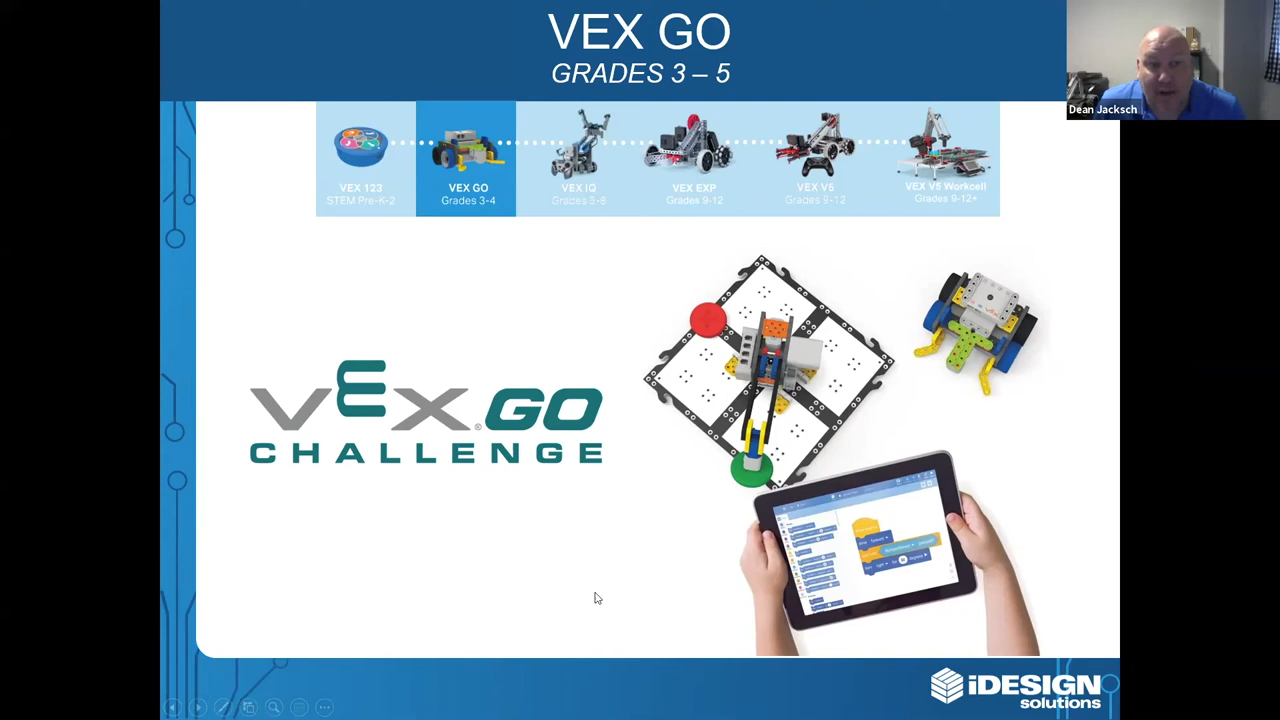 VEX GO
GRADES 3 – 5
Dean Jacksch
VEX 123
STEM Pre-K-2
VEX GO
Grades 3-4
VEX IQ
Grades 5-8
VEX EXP
Grades 9-12
VEX V5
Grades 9-12
VEX V5 Workcell
Grades 9-12+
VEX GO
CHALLENGE
iDESIGN
solutions